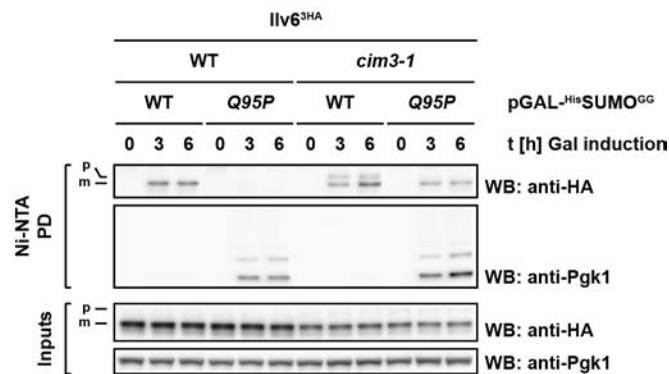 Ilv6³ᴴᴬ
WT cim3-1
WT Q95P WT Q95P pGAL-ᴴⁱˢSUMOᴳᴳ
0 3 6 0 3 6 0 3 6 0 3 6 t [h] Gal induction
Ni-NTA PD
p
m
WB: anti-HA
WB: anti-Pgk1
Inputs
p
m
WB: anti-HA
WB: anti-Pgk1